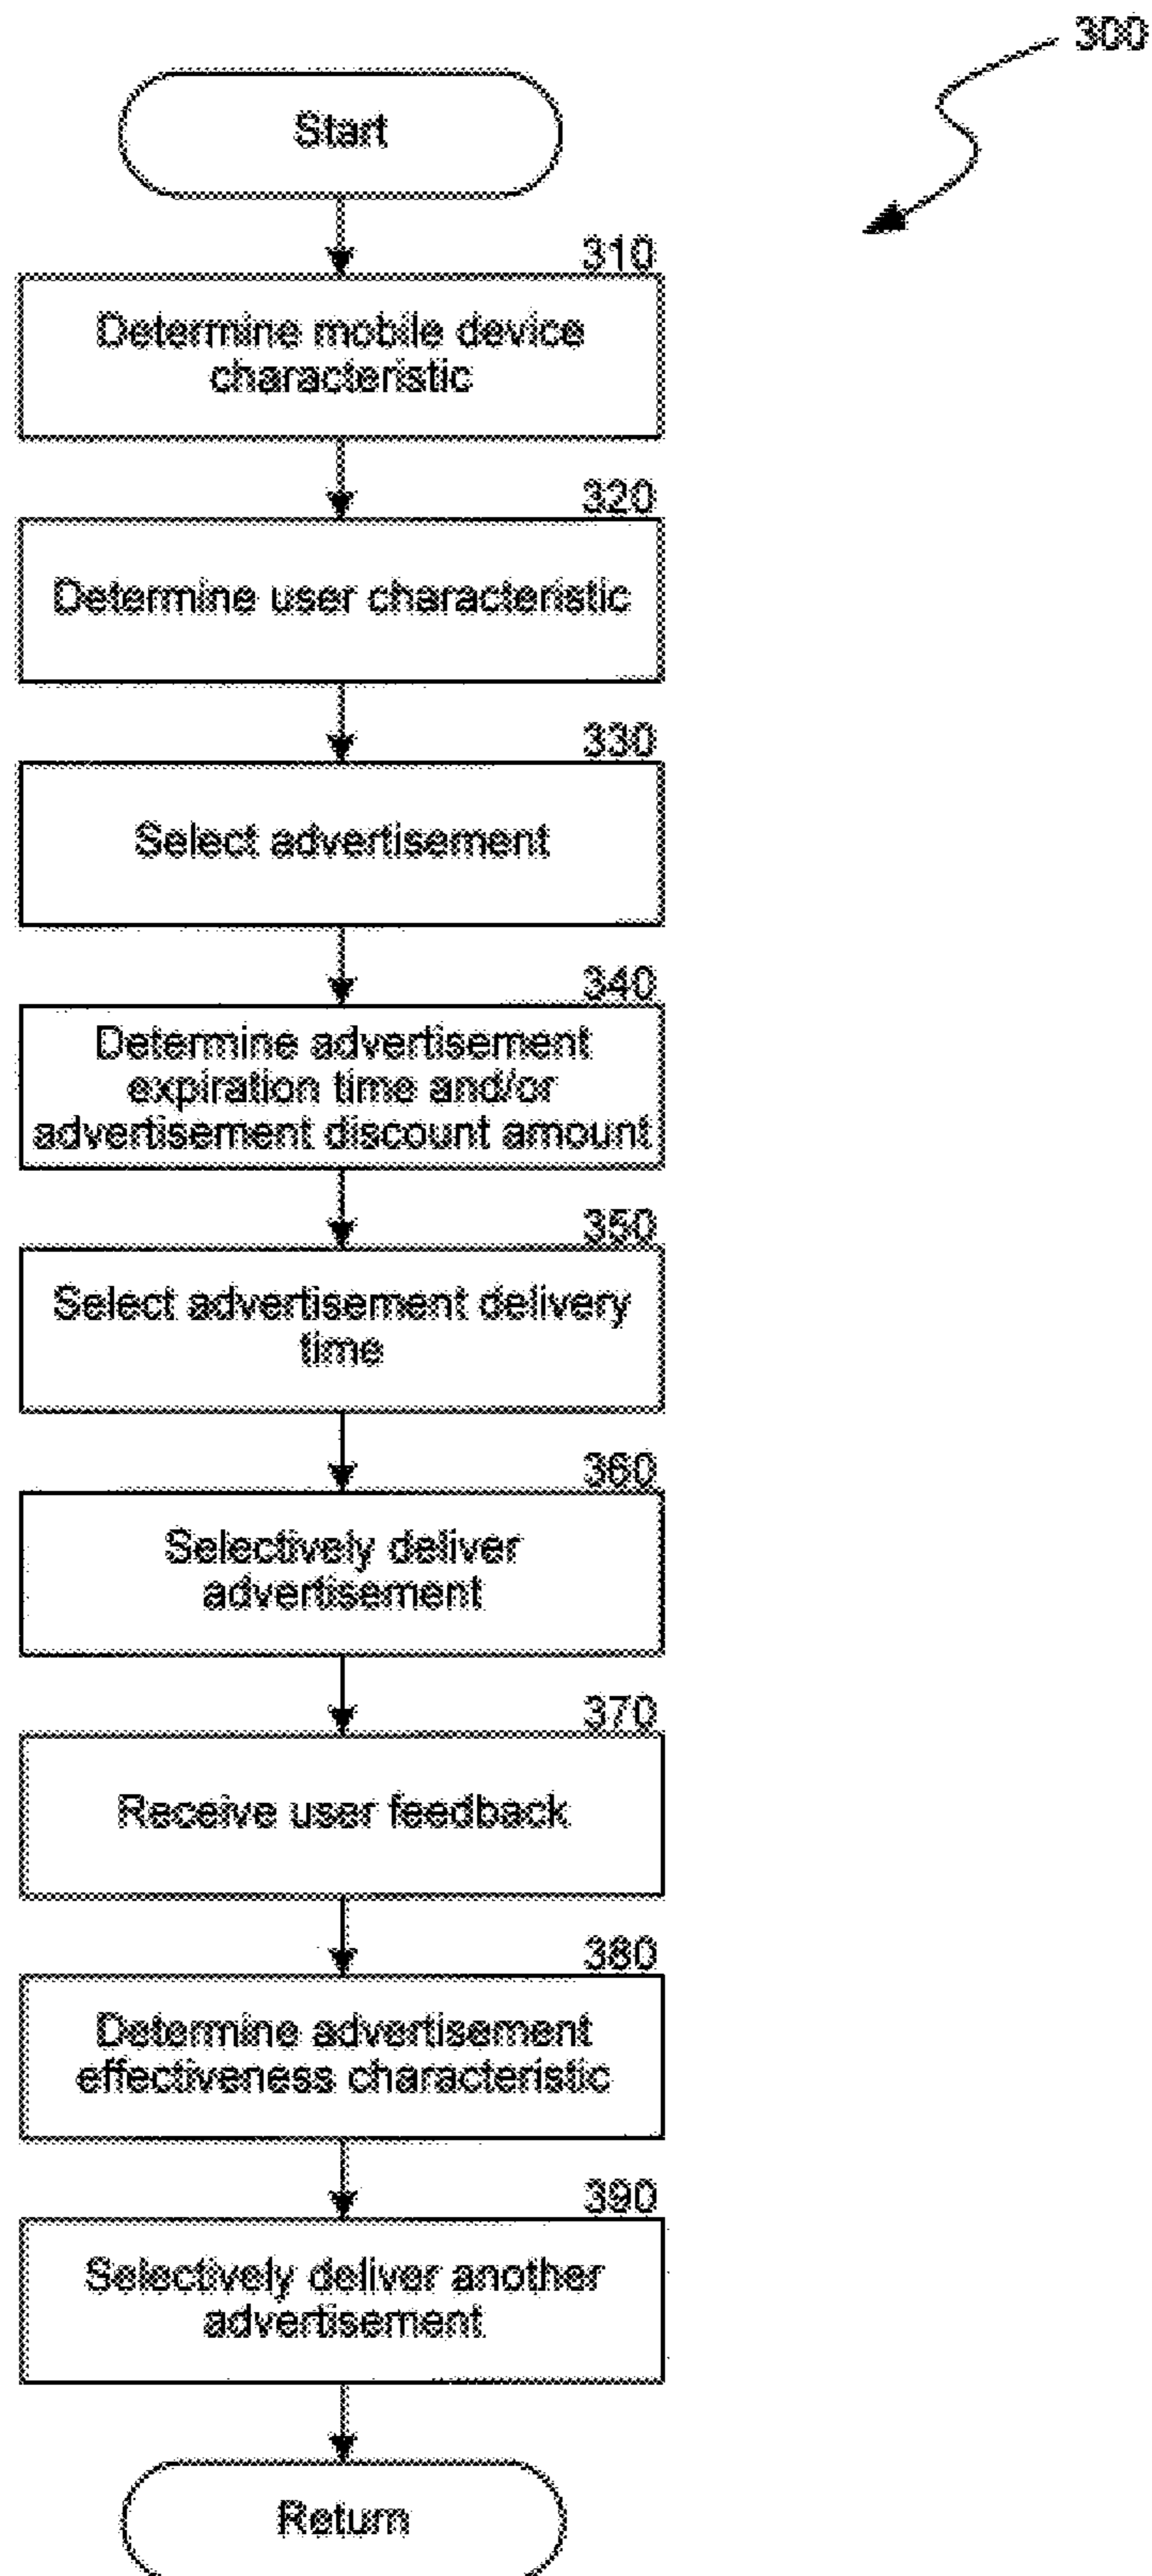 300
Start
310
Determine mobile device
characteristic
320
Determine user characteristic
330
Select advertisement
340
Determine advertisement
expiration time and/or
advertisement discount amount
350
Select advertisement delivery
time
360
Selectively deliver
advertisement
370
Receive user feedback
380
Determine advertisement
effectiveness characteristic
390
Selectively deliver another
advertisement
Return